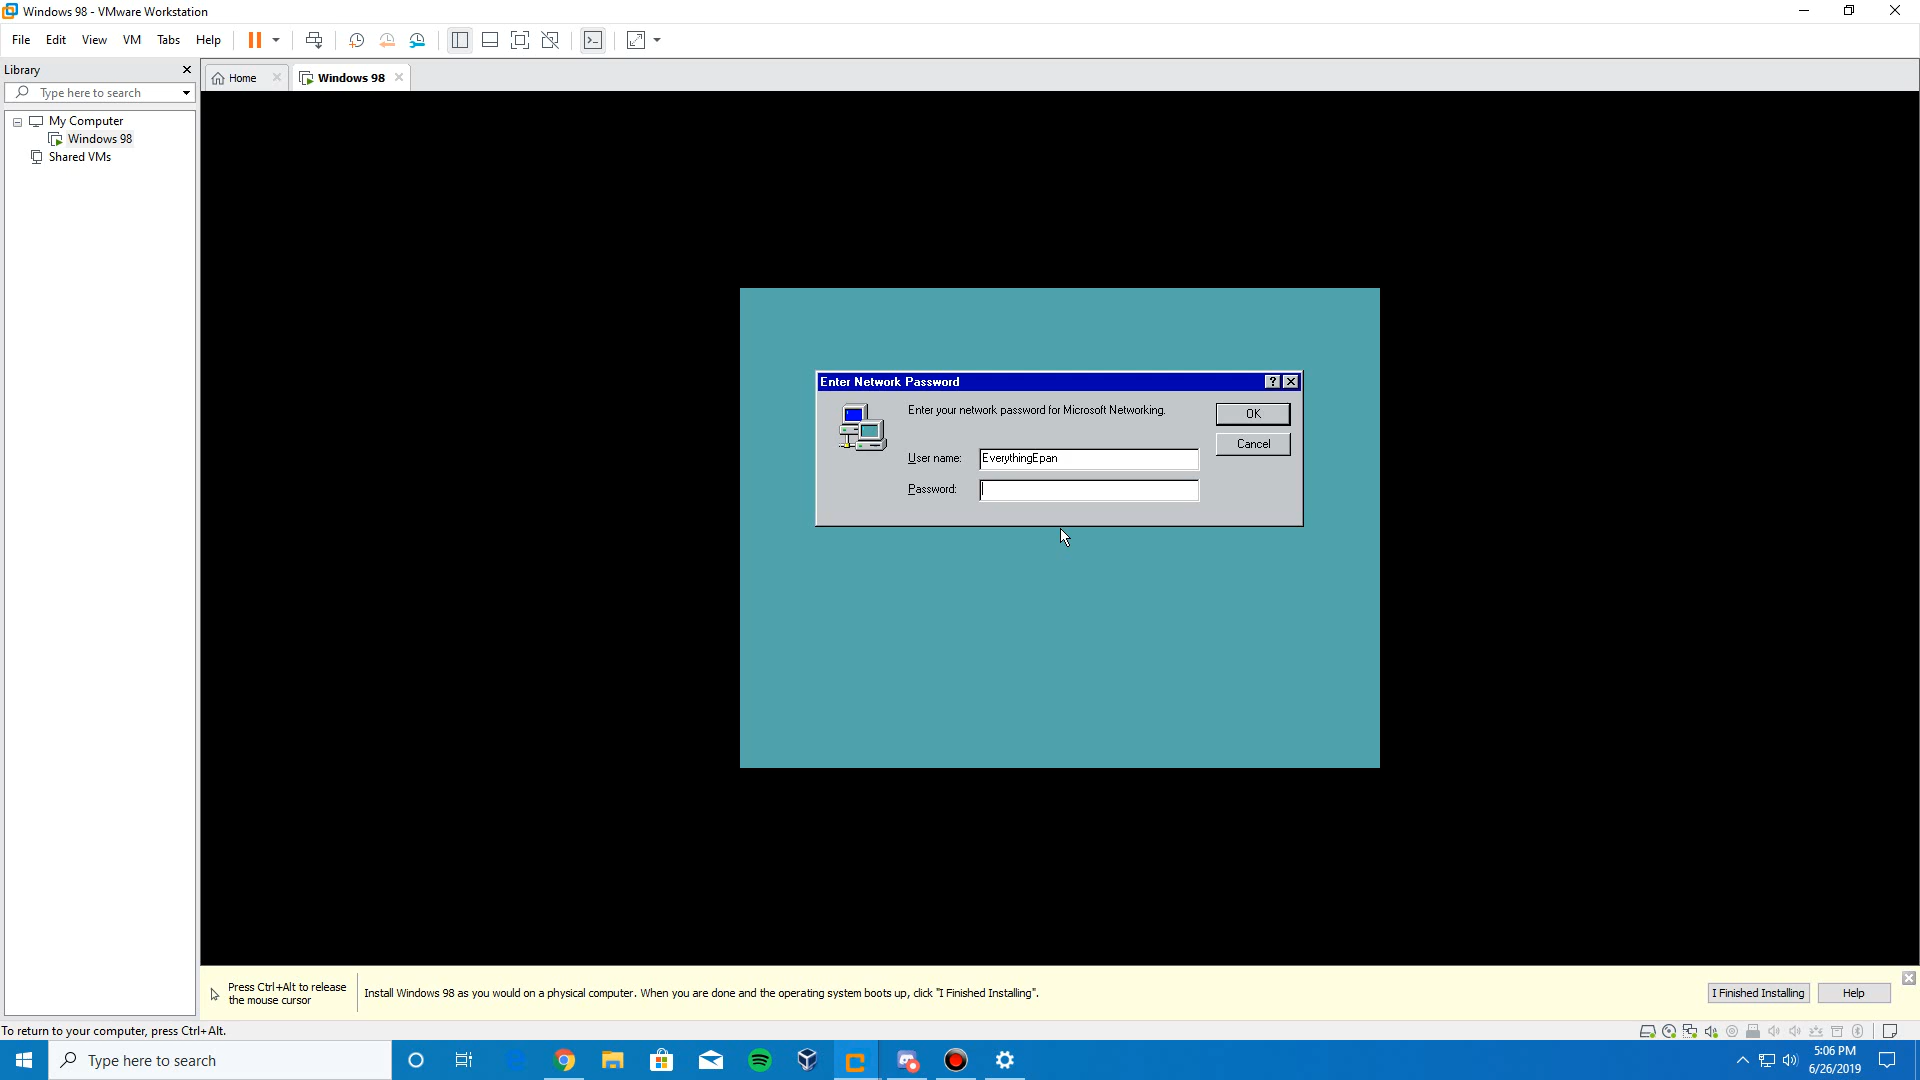 Windows 98 - VMware Workstation
File Edit View VM Tabs Help
Library
Type here to search
Home
Windows 98
My Computer
Windows 98
Shared VMs
Enter Network Password
Enter your network password for Microsoft Networking.
OK
Cancel
User name: EverythingEpan
Password:
Press Ctrl+Alt to release
the mouse cursor
Install Windows 98 as you would on a physical computer. When you are done and the operating system boots up, click "I Finished Installing".
I Finished Installing
Help
To return to your computer, press Ctrl+Alt.
Type here to search
5:06 PM
6/26/2019